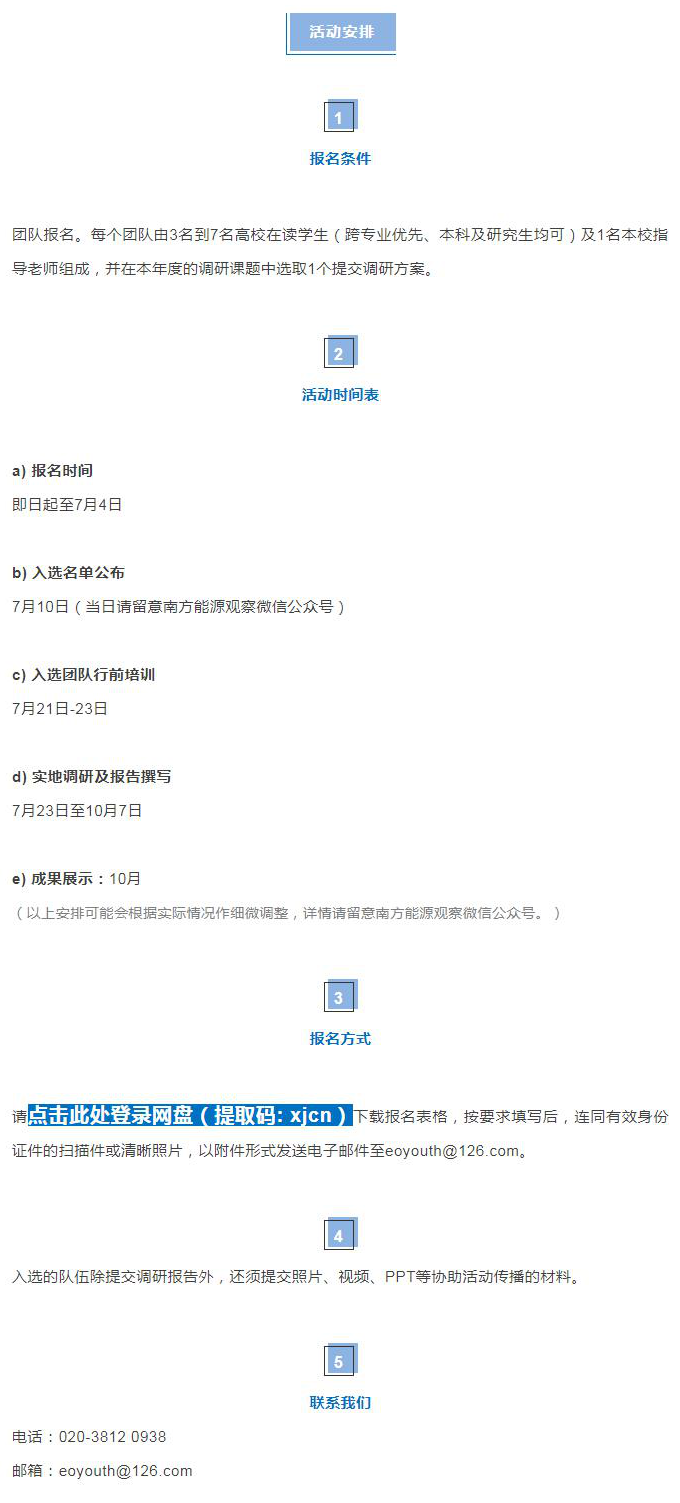 活动安排
1
报名条件
团队报名。每个团队由3名到7名高校在读学生（跨专业优先、本科及研究生均可）及1名本校指
导老师组成，并在本年度的调研课题中选取1个提交调研方案。
2
活动时间表
a) 报名时间
即日起至7月4日
b) 入选名单公布
7月10日（当日请留意南方能源观察微信公众号）
c) 入选团队行前培训
7月21日-23日
d) 实地调研及报告撰写
7月23日至10月7日
e) 成果展示：10月
（以上安排可能会根据实际情况作细微调整，详情请留意南方能源观察微信公众号。）
3
报名方式
请点击此处登录网盘（提取码: xjcn）下载报名表格，按要求填写后，连同有效身份
证件的扫描件或清晰照片，以附件形式发送电子邮件至eoyouth@126.com。
4
入选的队伍除提交调研报告外，还须提交照片、视频、PPT等协助活动传播的材料。
5
联系我们
电话：020-3812 0938
邮箱：eoyouth@126.com